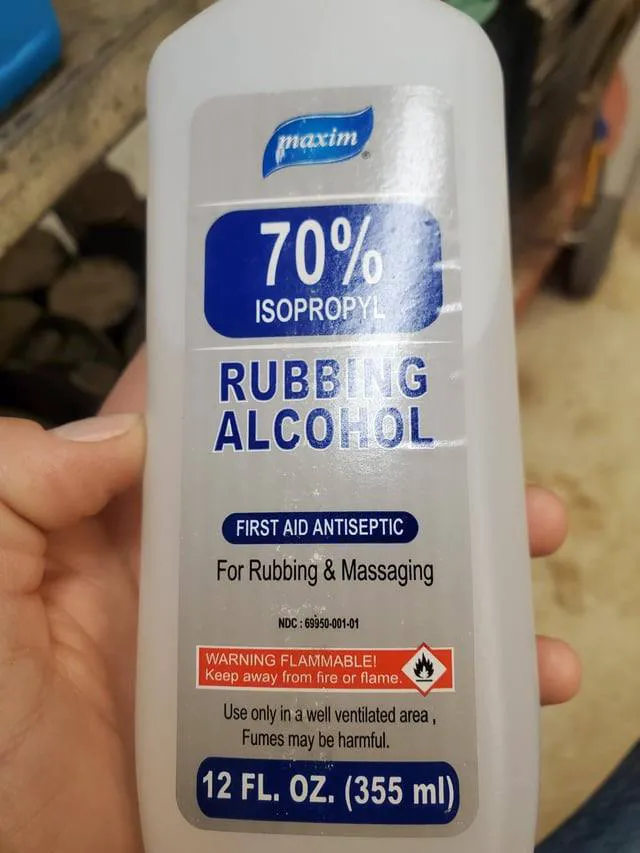 maxim®
70%
ISOPROPYL
RUBBING
ALCOHOL
FIRST AID ANTISEPTIC
For Rubbing & Massaging
NDC : 69950-001-01
WARNING FLAMMABLE!
Keep away from fire or flame.
Use only in a well ventilated area ,
Fumes may be harmful.
12 FL. OZ. (355 ml)